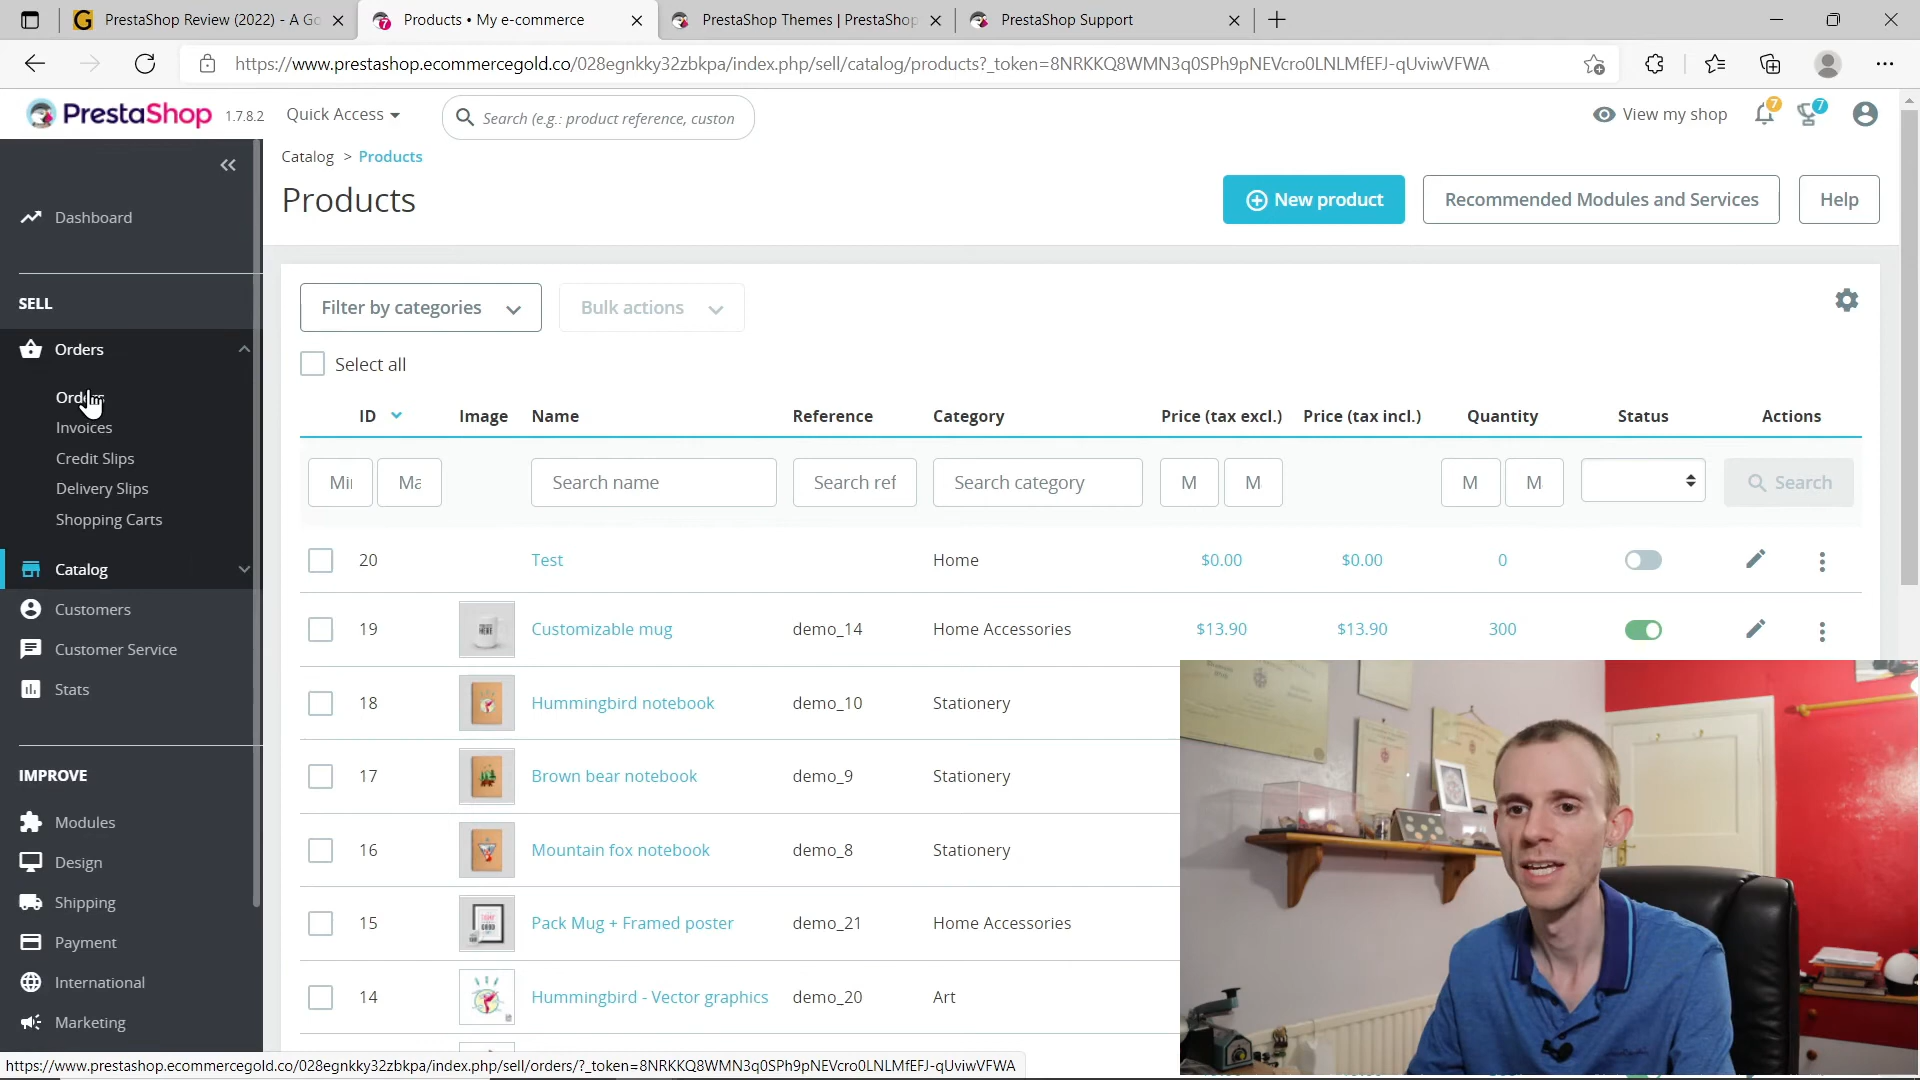 PrestaShop Review (2022) - A Go
Products • My e-commerce
PrestaShop Themes | PrestaShop
PrestaShop Support
https://www.prestashop.ecommercegold.co/028egnkky32zbkpa/index.php/sell/catalog/products?_token=8NRKKQ8WMN3q0SPh9pNEVcro0LNLMfEFJ-qUviwVFWA
PrestaShop 1.7.8.2
Quick Access
Search (e.g.: product reference, custon
View my shop
7
7
Catalog > Products
Products
New product
Recommended Modules and Services
Help
Dashboard
SELL
Orders
Orders
Invoices
Credit Slips
Delivery Slips
Shopping Carts
Catalog
Customers
Customer Service
Stats
IMPROVE
Modules
Design
Shipping
Payment
International
Marketing
Filter by categories
Bulk actions
Select all
ID Image Name Reference Category Price (tax excl.) Price (tax incl.) Quantity Status Actions
Mi Ma Search name Search ref Search category M M M M Search
20 Test Home $0.00 $0.00 0
19 Customizable mug demo_14 Home Accessories $13.90 $13.90 300
18 Hummingbird notebook demo_10 Stationery
17 Brown bear notebook demo_9 Stationery
16 Mountain fox notebook demo_8 Stationery
15 Pack Mug + Framed poster demo_21 Home Accessories
14 Hummingbird - Vector graphics demo_20 Art
https://www.prestashop.ecommercegold.co/028egnkky32zbkpa/index.php/sell/orders/?_token=8NRKKQ8WMN3q0SPh9pNEVcro0LNLMfEFJ-qUviwVFWA